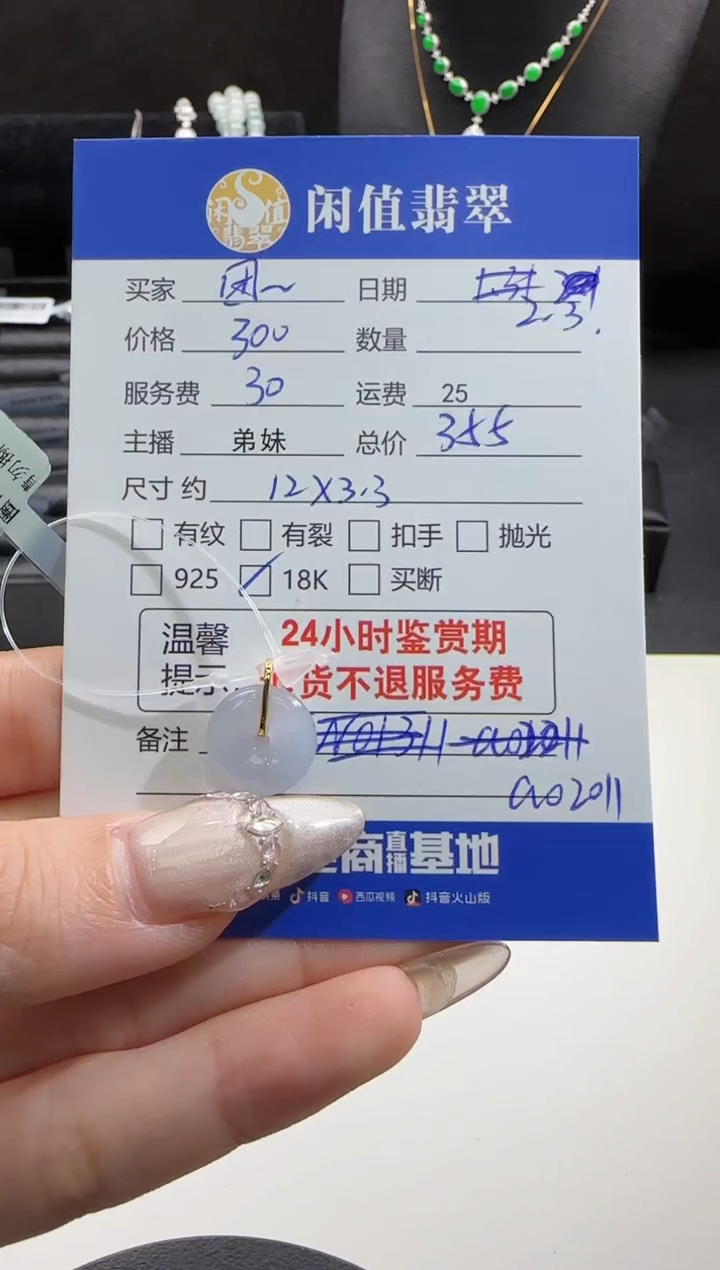 闲值翡翠
闲值翡翠
买家 团~ 日期 2.3.
价格 300 数量
服务费 30 运费 25
主播 弟妹 总价 355
尺寸 约 12X3.3
有纹 有裂 扣手 抛光
925 18K 买断
温馨 24小时鉴赏期
提示 货不退服务费
备注
a02011
商直播基地
抖音 西瓜视频 抖音火山版